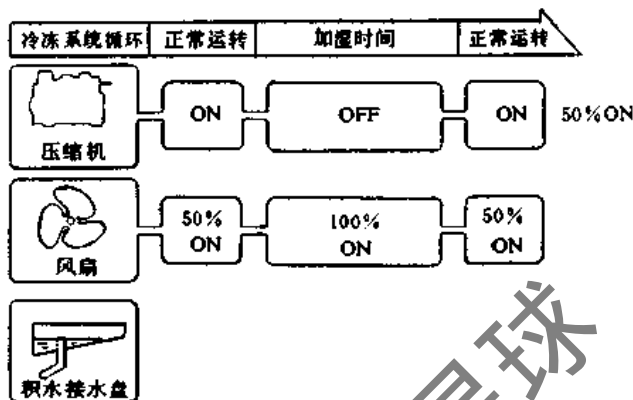 冷冻系统循环 正常运转 加湿时间 正常运转
ON OFF ON 50%ON
压缩机
50% 100% 50%
ON ON ON
风扇
积水接水盘
星球